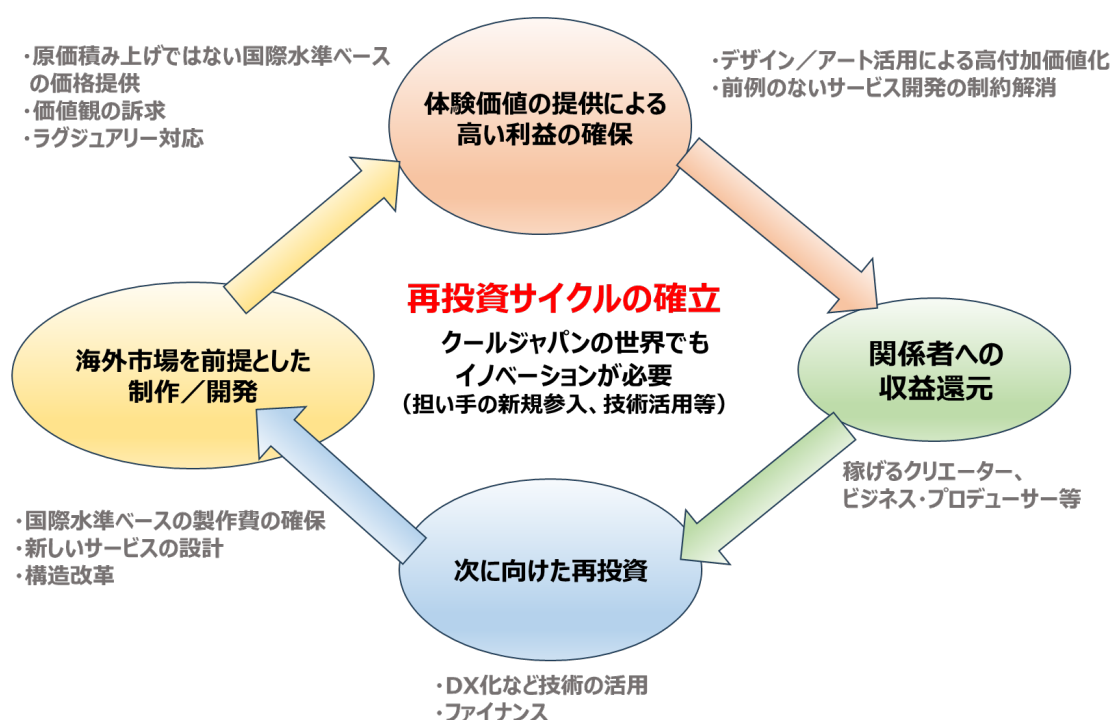 ・原価積み上げではない国際水準ベース
の価格提供
・価値観の訴求
・ラグジュアリー対応
体験価値の提供による
高い利益の確保
・デザイン／アート活用による高付加価値化
・前例のないサービス開発の制約解消
再投資サイクルの確立
クールジャパンの世界でも
イノベーションが必要
（担い手の新規参入、技術活用等）
海外市場を前提とした
制作／開発
関係者への
収益還元
稼げるクリエーター、
ビジネス・プロデューサー等
・国際水準ベースの製作費の確保
・新しいサービスの設計
・構造改革
次に向けた再投資
・DX化など技術の活用
・ファイナンス